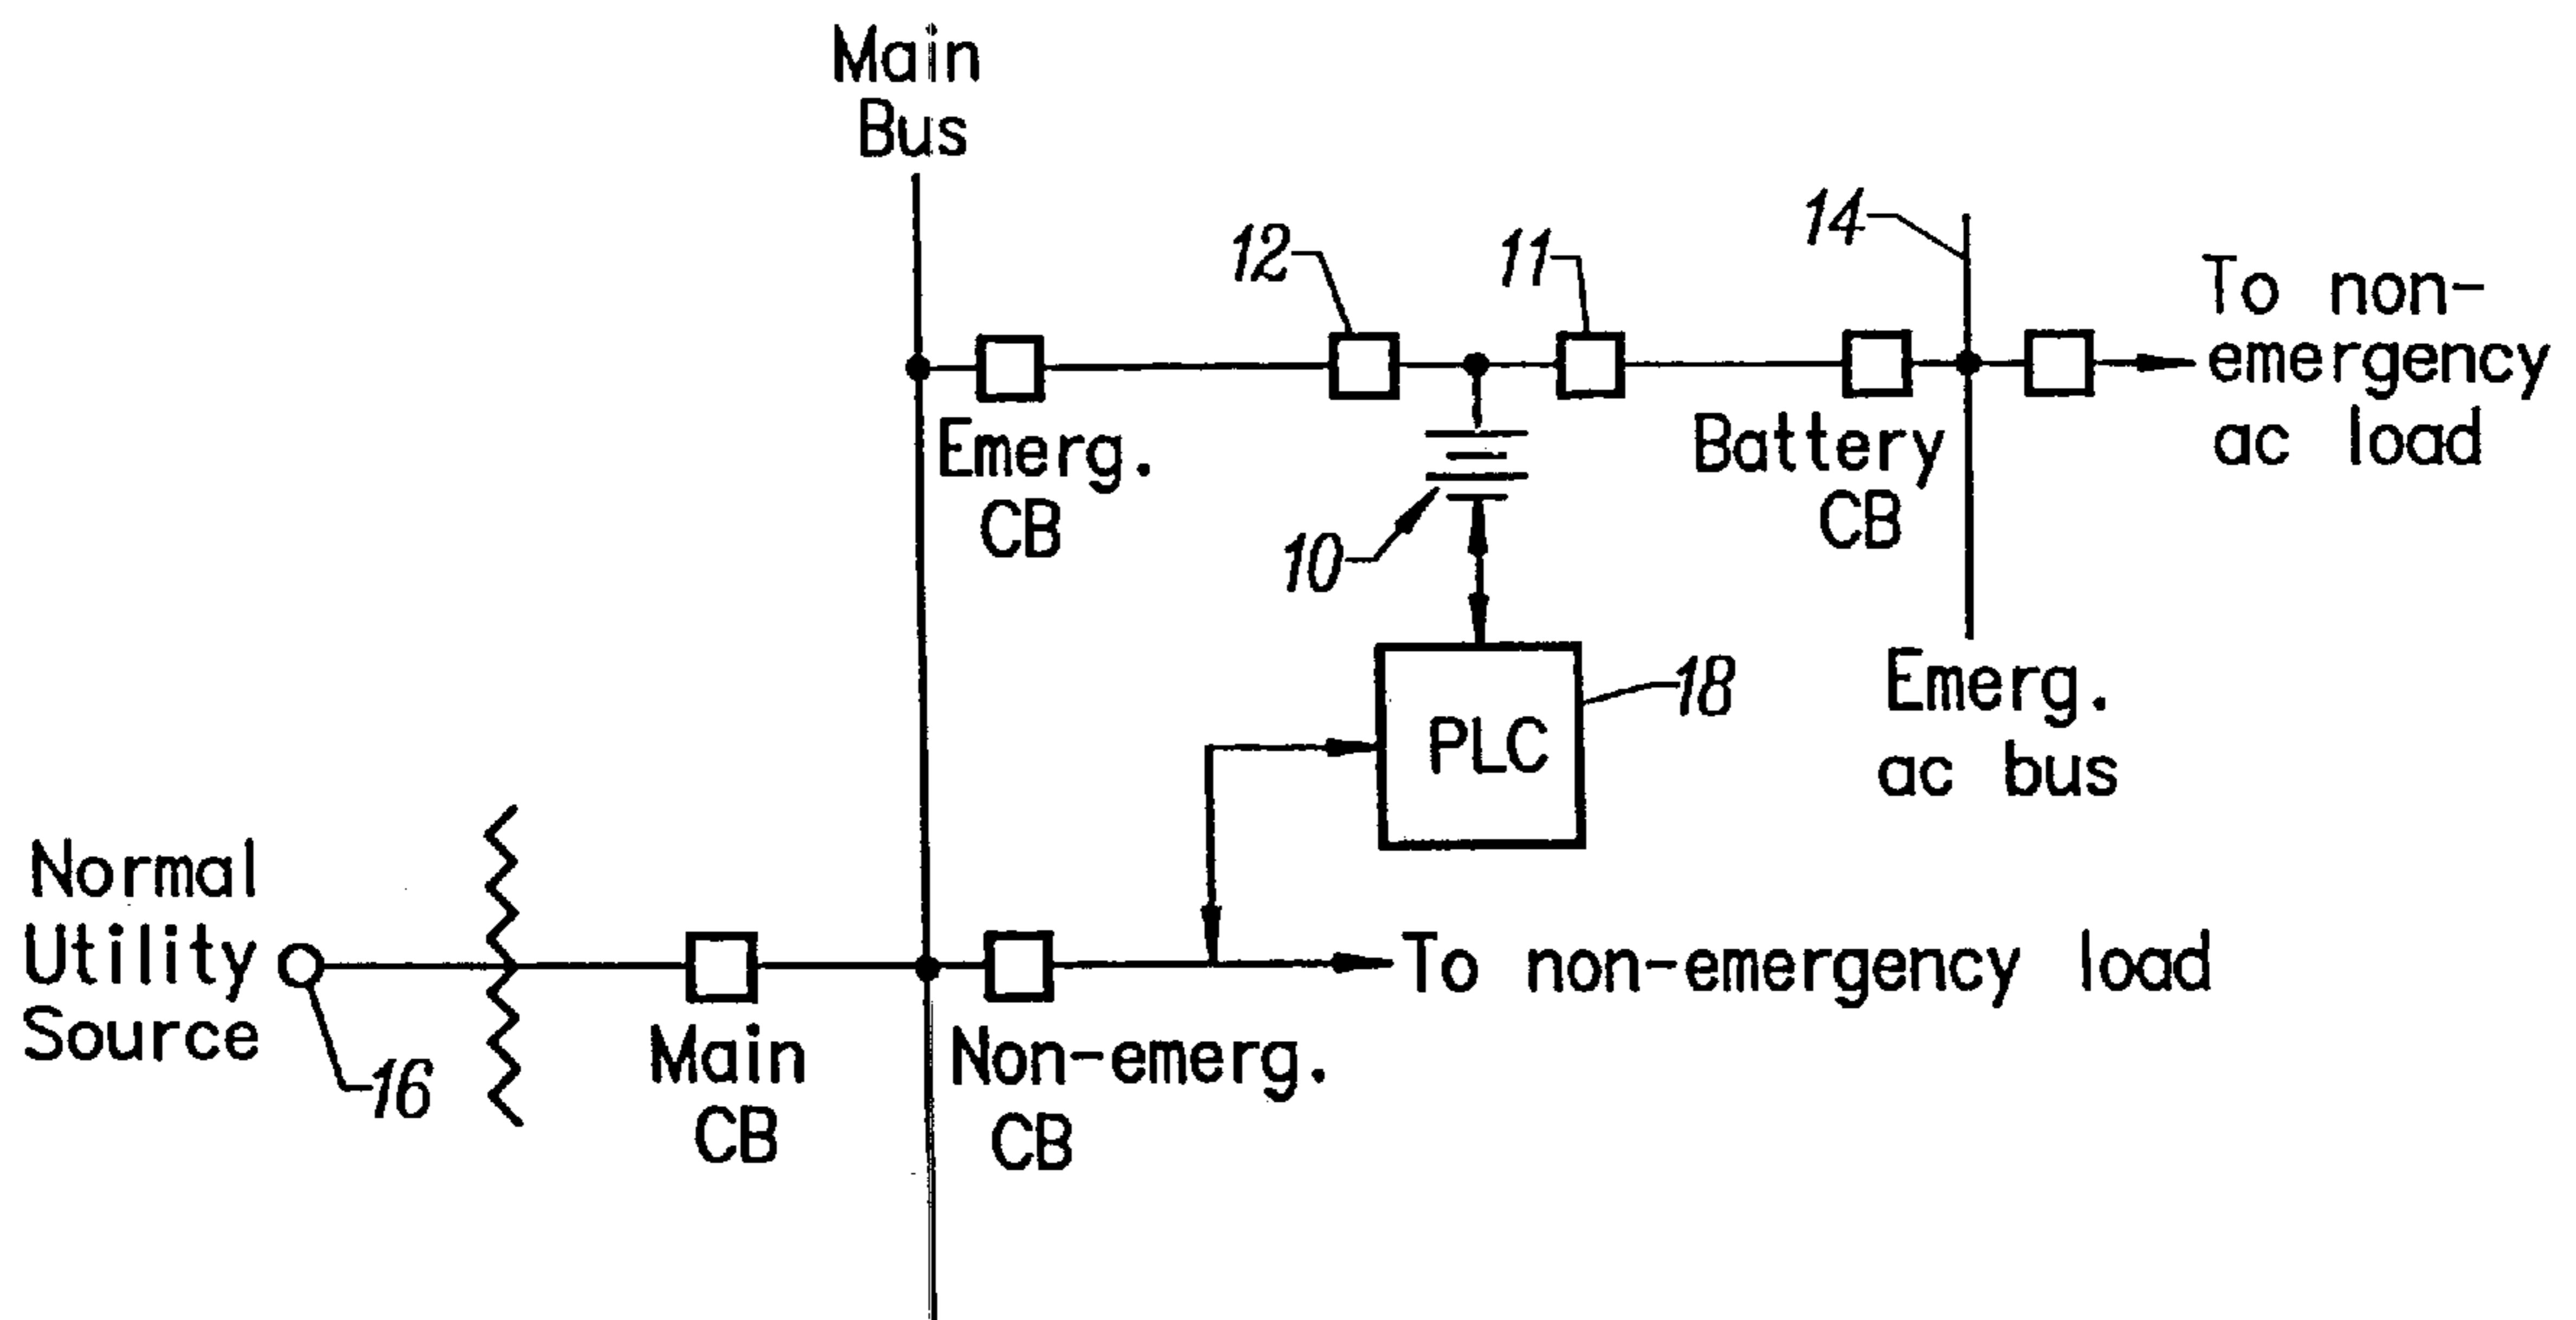 Main
Bus
12
11
14
To non-
emergency
ac load
Emerg.
CB
10
Battery
CB
18
PLC
Emerg.
ac bus
Normal
Utility
Source
16
Main
CB
Non-emerg.
CB
To non-emergency load